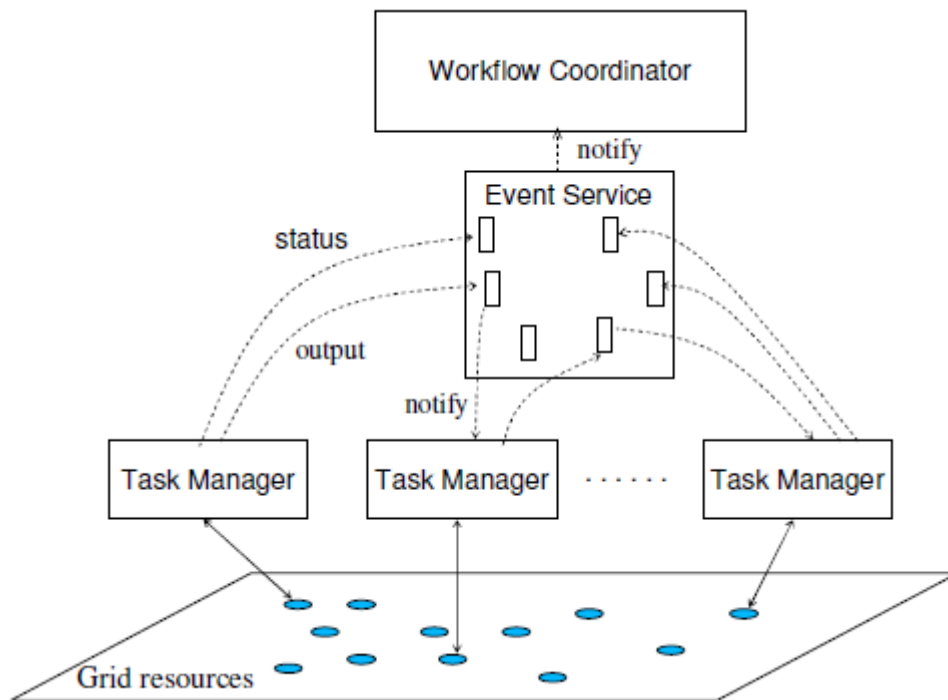 Workflow Coordinator
notify
Event Service
status
output
notify
Task Manager
Task Manager
. . . . . .
Task Manager
Grid resources